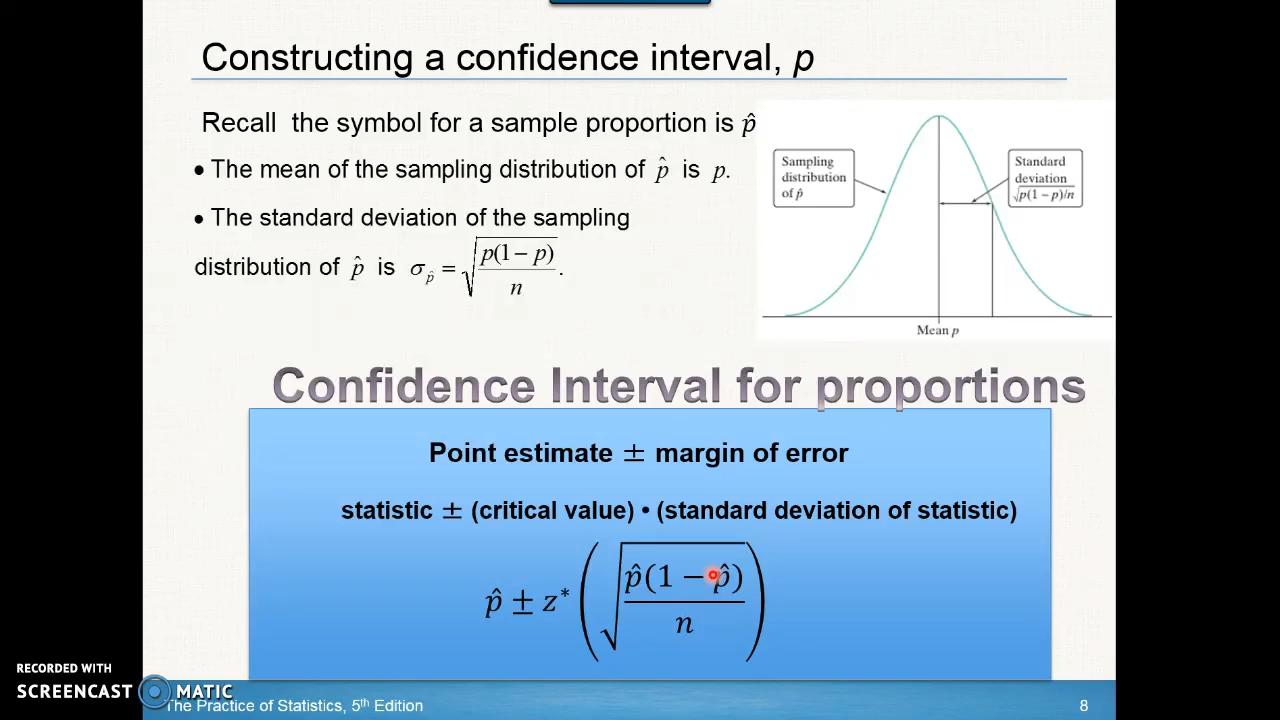 Constructing a confidence interval, p
Recall the symbol for a sample proportion is p̂
• The mean of the sampling distribution of p̂ is p.
• The standard deviation of the sampling
distribution of p̂ is σ_p̂ = √(p(1 − p)/n).
Sampling
distribution
of p̂
Standard
deviation
√p(1 − p)/n
Mean p
Confidence Interval for proportions
Point estimate ± margin of error
statistic ± (critical value) • (standard deviation of statistic)
p̂ ± z* (√(p̂(1 − p̂)/n))
RECORDED WITH
SCREENCAST MATIC
The Practice of Statistics, 5th Edition
8